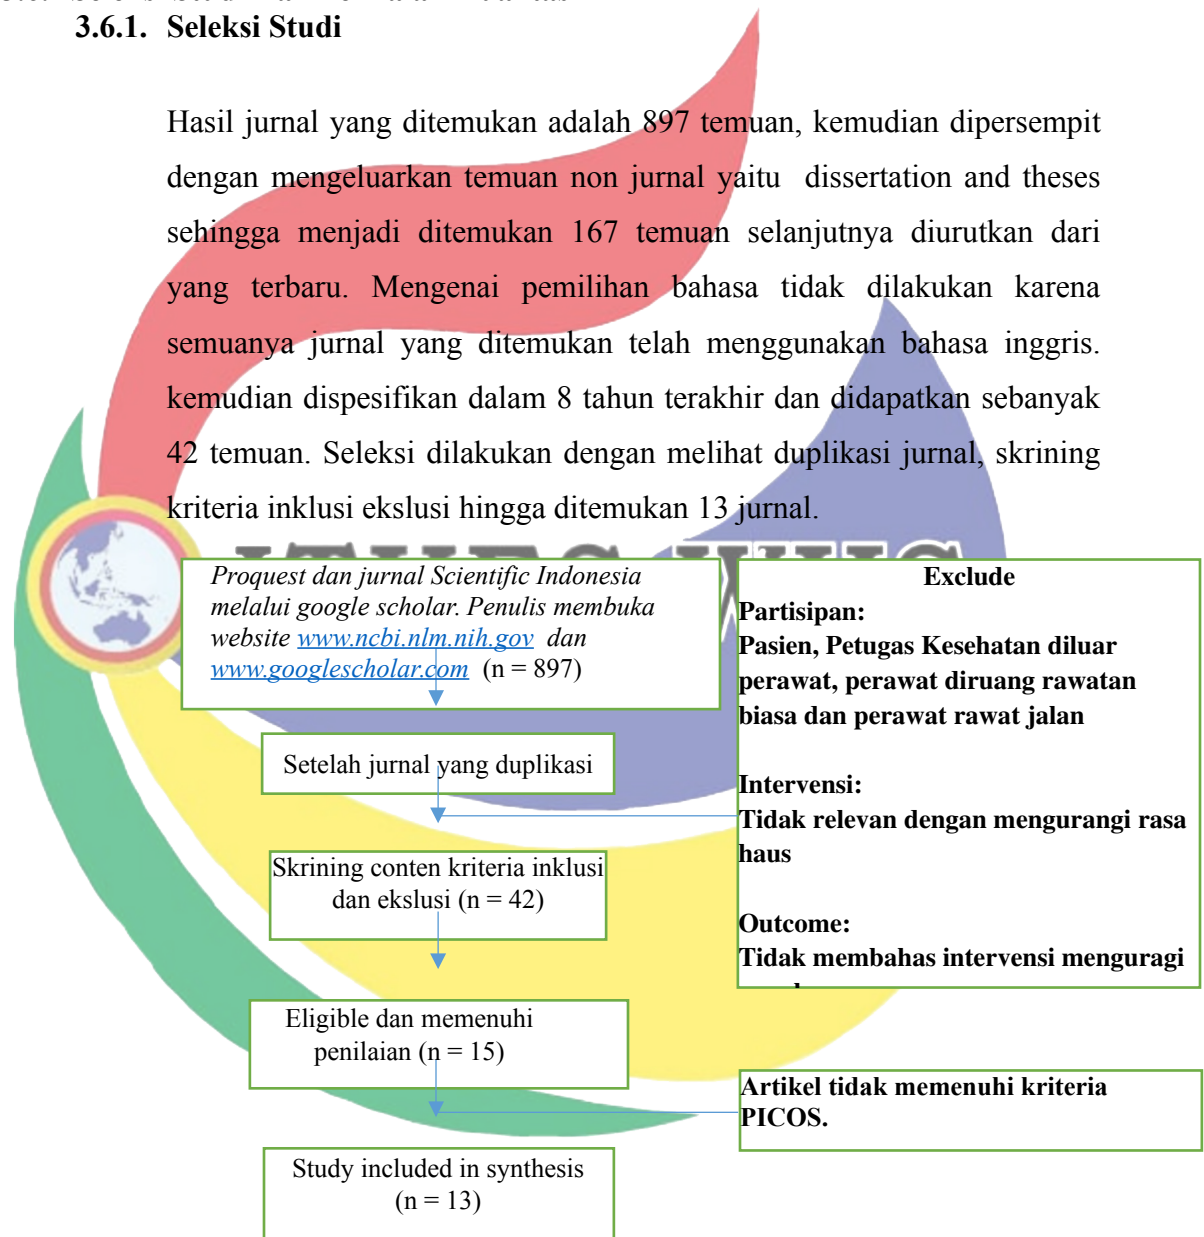 3.6.1. Seleksi Studi
Hasil jurnal yang ditemukan adalah 897 temuan, kemudian dipersempit
dengan mengeluarkan temuan non jurnal yaitu dissertation and theses
sehingga menjadi ditemukan 167 temuan selanjutnya diurutkan dari
yang terbaru. Mengenai pemilihan bahasa tidak dilakukan karena
semuanya jurnal yang ditemukan telah menggunakan bahasa inggris.
kemudian dispesifikan dalam 8 tahun terakhir dan didapatkan sebanyak
42 temuan. Seleksi dilakukan dengan melihat duplikasi jurnal, skrining
kriteria inklusi ekslusi hingga ditemukan 13 jurnal.
Proquest dan jurnal Scientific Indonesia
melalui google scholar. Penulis membuka
website www.ncbi.nlm.nih.gov dan
www.googlescholar.com (n = 897)
Exclude
Partisipan:
Pasien, Petugas Kesehatan diluar
perawat, perawat diruang rawatan
biasa dan perawat rawat jalan
Intervensi:
Tidak relevan dengan mengurangi rasa
haus
Outcome:
Tidak membahas intervensi menguragi
Setelah jurnal yang duplikasi
Skrining conten kriteria inklusi
dan ekslusi (n = 42)
Eligible dan memenuhi
penilaian (n = 15)
Artikel tidak memenuhi kriteria
PICOS.
Study included in synthesis
(n = 13)